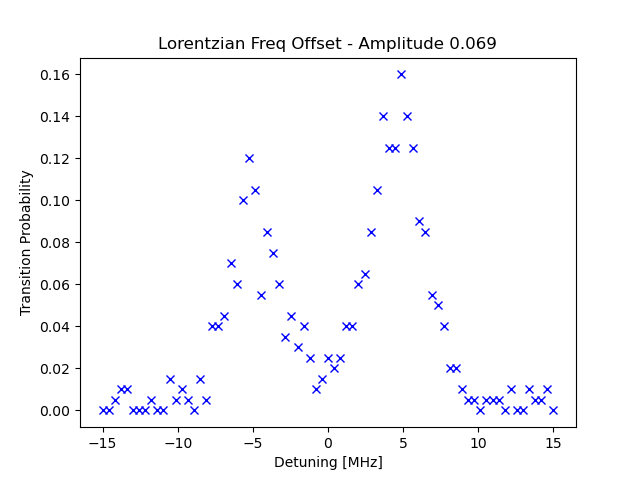 Lorentzian Freq Offset - Amplitude 0.069
Transition Probability
0.16
0.14
0.12
0.10
0.08
0.06
0.04
0.02
0.00
−15 −10 −5 0 5 10 15
Detuning [MHz]